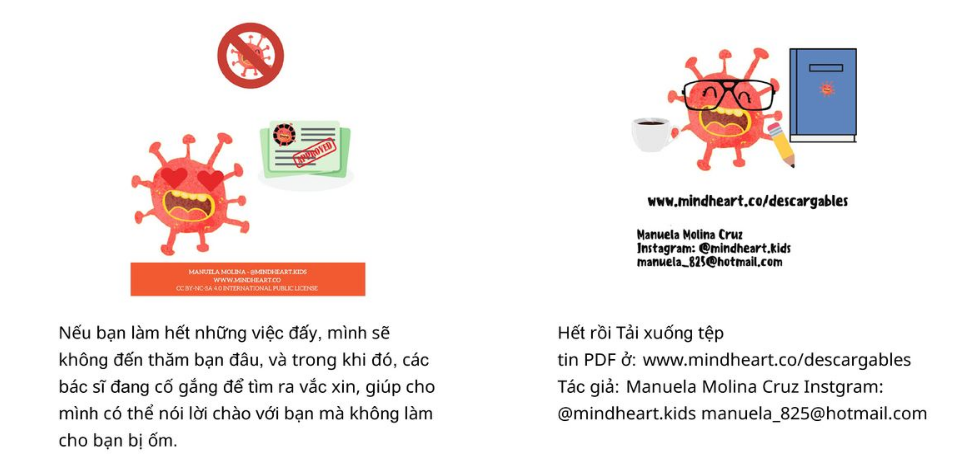 APPROVED
MANUELA MOLINA - @MINDHEART.KIDS
WWW.MINDHEART.CO
CC BY-NC-SA 4.0 INTERNATIONAL PUBLIC LICENSE
Nếu bạn làm hết những việc đấy, mình sẽ
không đến thăm bạn đâu, và trong khi đó, các
bác sĩ đang cố gắng để tìm ra vắc xin, giúp cho
mình có thể nói lời chào với bạn mà không làm
cho bạn bị ốm.
www.mindheart.co/descargables
Manuela Molina Cruz
Instagram: @mindheart.kids
manuela_825@hotmail.com
Hết rồi Tải xuống tệp
tin PDF ở: www.mindheart.co/descargables
Tác giả: Manuela Molina Cruz Instgram:
@mindheart.kids manuela_825@hotmail.com